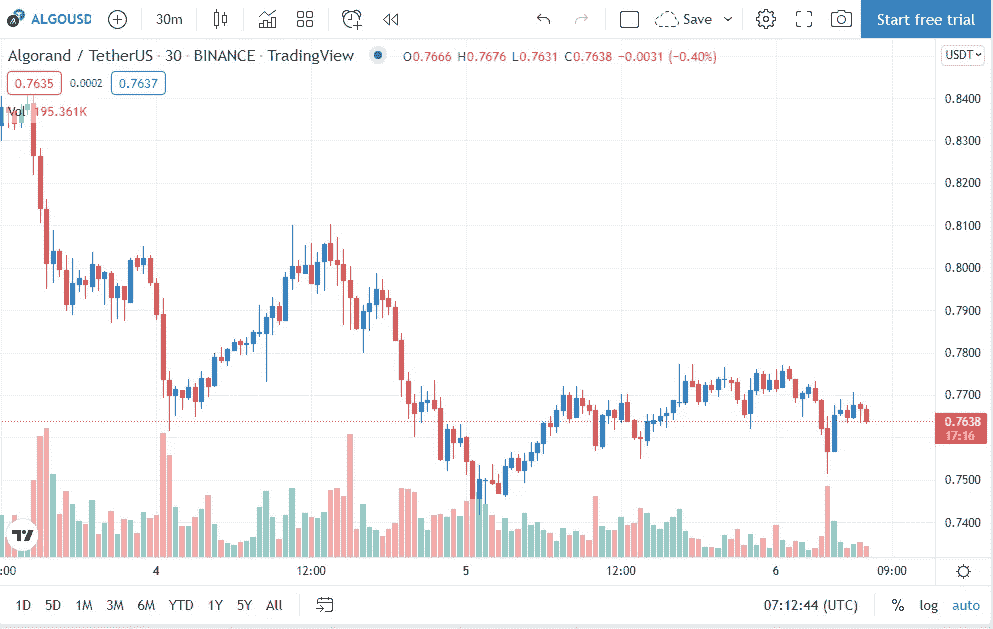 ALGOUSD 30m Save Start free trial
Algorand / TetherUS · 30 · BINANCE · TradingView O0.7666 H0.7676 L0.7631 C0.7638 −0.0031 (−0.40%) USDT
0.7635 0.0002 0.7637
Vol 195.361K
0.8400
0.8300
0.8200
0.8100
0.8000
0.7900
0.7800
0.7700
0.7638
17:16
0.7500
0.7400
:00 4 12:00 5 12:00 6 09:00
1D 5D 1M 3M 6M YTD 1Y 5Y All 07:12:44 (UTC) % log auto